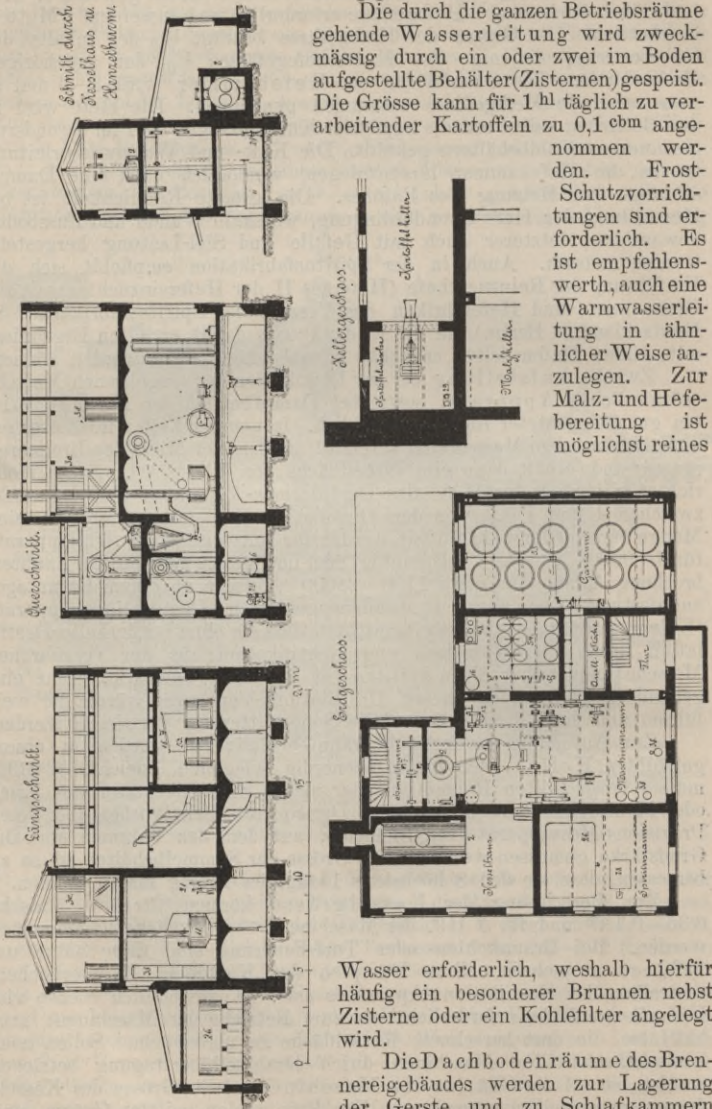 Die durch die ganzen Betriebsräume
gehende Wasserleitung wird zweck-
mässig durch ein oder zwei im Boden
aufgestellte Behälter (Zisternen) gespeist.
Die Grösse kann für 1 hl täglich zu ver-
arbeitender Kartoffeln zu 0,1 cbm ange-
nommen wer-
den. Frost-
Schutzvorrich-
tungen sind er-
forderlich. Es
ist empfehlens-
werth, auch eine
Warmwasserlei-
tung in ähn-
licher Weise an-
zulegen. Zur
Malz- und Hefe-
bereitung ist
möglichst reines
Schnitt durch
Kesselhaus u
Querschnitt.
Längsschnitt.
0 5 10 15 20 m
Kellergeschoss.
Kartoffelwäsche
Kartoffelkeller
Malzkeller
Erdgeschoss.
Kesselhaus
Maschinenraum
Spiritusraum
Gärraum
Flur
Wasser erforderlich, weshalb hierfür
häufig ein besonderer Brunnen nebst
Zisterne oder ein Kohlefilter angelegt
wird.
Die Dachbodenräume des Bren-
nereigebäudes werden zur Lagerung
der Gerste und zu Schlafkammern